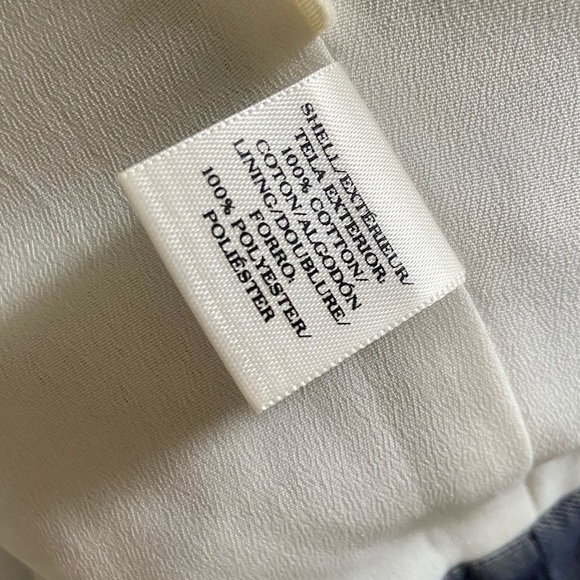 SHELL/EXTÉRIEUR/
TELA EXTERIOR:
100% COTTON/
COTON/ALGODÓN
LINING/DOUBLURE/
FORRO:
100% POLYESTER/
POLIÉSTER